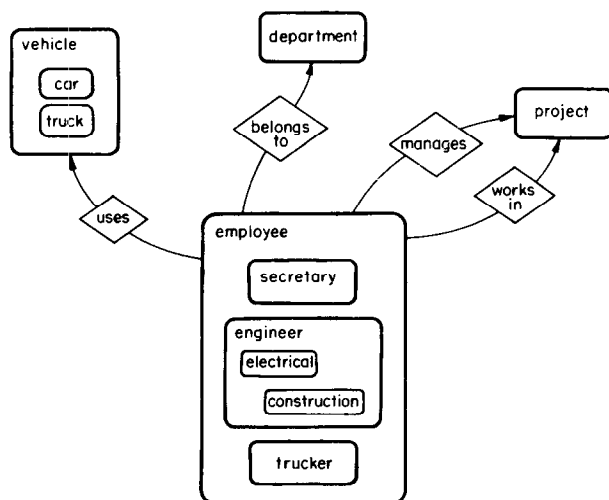 vehicle
car
truck
department
belongs
to
manages
project
works
in
uses
employee
secretary
engineer
electrical
construction
trucker